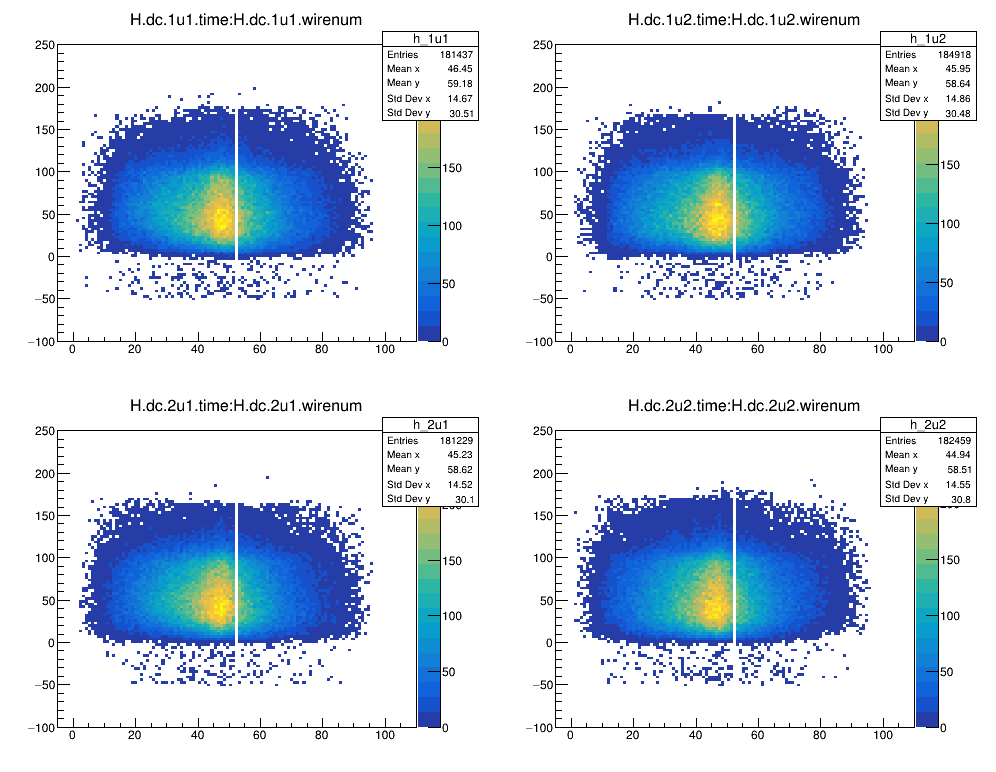 H.dc.1u1.time:H.dc.1u1.wirenum
h_1u1
Entries 181437
Mean x 46.45
Mean y 59.18
Std Dev x 14.67
Std Dev y 30.51
250
200
150
100
50
0
−50
−100
0 20 40 60 80 100
150
100
50
0
H.dc.1u2.time:H.dc.1u2.wirenum
h_1u2
Entries 184918
Mean x 45.95
Mean y 58.64
Std Dev x 14.86
Std Dev y 30.48
250
200
150
100
50
0
−50
−100
0 20 40 60 80 100
150
100
50
0
H.dc.2u1.time:H.dc.2u1.wirenum
h_2u1
Entries 181229
Mean x 45.23
Mean y 58.62
Std Dev x 14.52
Std Dev y 30.1
250
200
150
100
50
0
−50
−100
0 20 40 60 80 100
150
100
50
0
H.dc.2u2.time:H.dc.2u2.wirenum
h_2u2
Entries 182459
Mean x 44.94
Mean y 58.51
Std Dev x 14.55
Std Dev y 30.8
250
200
150
100
50
0
−50
−100
0 20 40 60 80 100
150
100
50
0